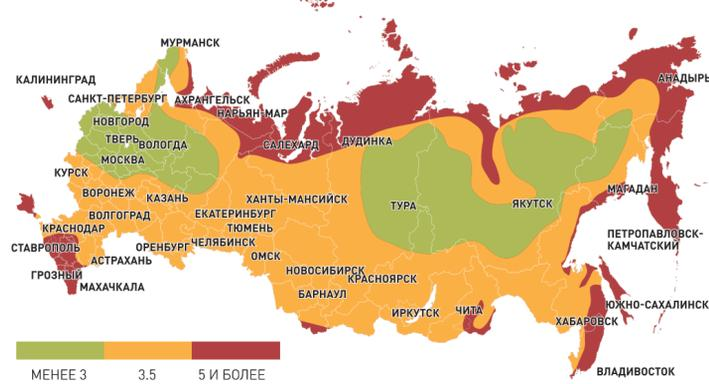 МУРМАНСК
КАЛИНИНГРАД
АНАДЫРЬ
САНКТ-ПЕТЕРБУРГ
АХРАНГЕЛЬСК
НАРЬЯН-МАР
НОВГОРОД
ТВЕРЬ
ВОЛОГДА
САЛЕХАРД
ДУДИНКА
МОСКВА
КУРСК
ВОРОНЕЖ
КАЗАНЬ
ХАНТЫ-МАНСИЙСК
ТУРА
ЯКУТСК
МАГАДАН
ВОЛГОГРАД
ЕКАТЕРИНБУРГ
КРАСНОДАР
ТЮМЕНЬ
ПЕТРОПАВЛОВСК-
КАМЧАТСКИЙ
СТАВРОПОЛЬ
ОРЕНБУРГ
ЧЕЛЯБИНСК
АСТРАХАНЬ
ОМСК
ГРОЗНЫЙ
НОВОСИБИРСК
КРАСНОЯРСК
МАХАЧКАЛА
БАРНАУЛ
ИРКУТСК
ЧИТА
ЮЖНО-САХАЛИНСК
ХАБАРОВСК
ВЛАДИВОСТОК
МЕНЕЕ 3
3.5
5 И БОЛЕЕ